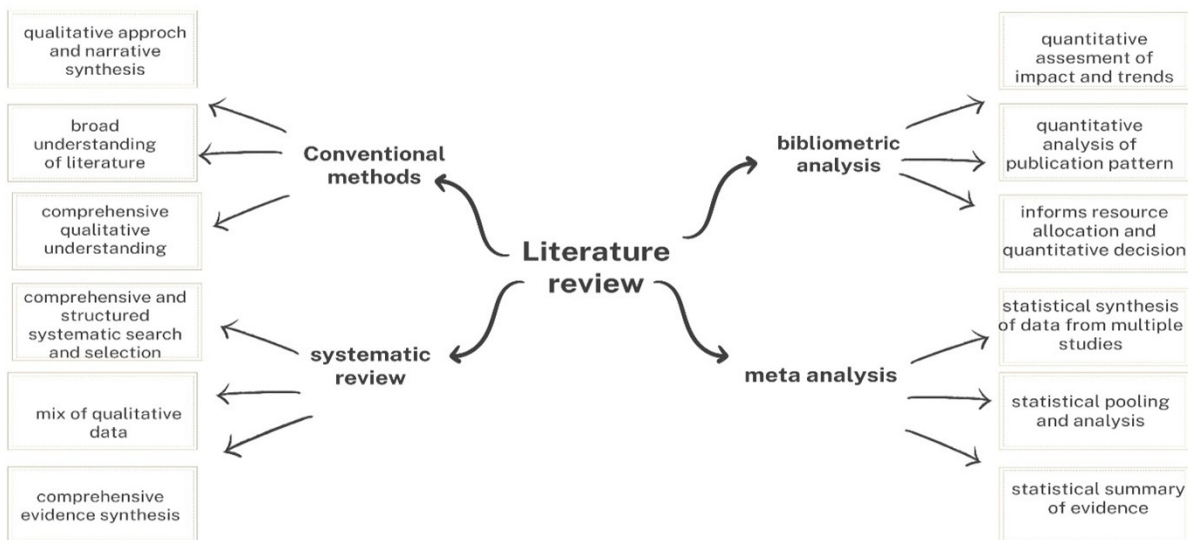 qualitative approch
and narrative
synthesis
broad
understanding
of literature
comprehensive
qualitative
understanding
Conventional
methods
comprehensive and
structured
systematic search
and selection
mix of qualitative
data
comprehensive
evidence synthesis
systematic
review
Literature
review
bibliometric
analysis
quantitative
assesment of
impact and trends
quantitative
analysis of
publication pattern
informs resource
allocation and
quantitative decision
meta analysis
statistical synthesis
of data from multiple
studies
statistical pooling
and analysis
statistical summary
of evidence